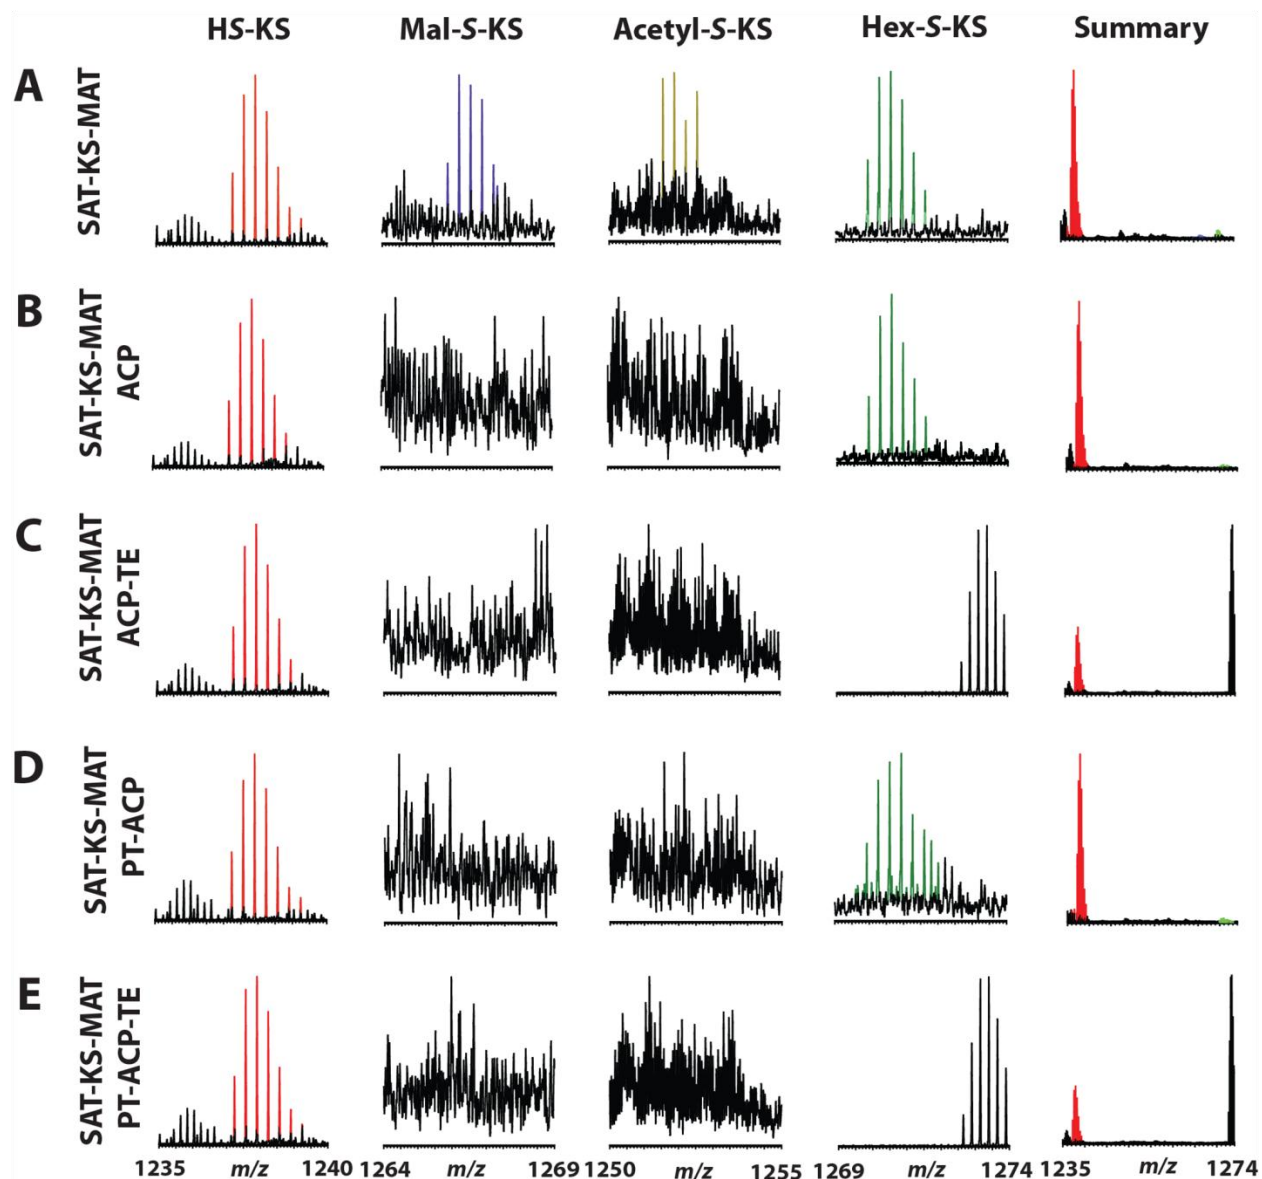 HS-KS Mal-S-KS Acetyl-S-KS Hex-S-KS Summary
A
SAT-KS-MAT
B
SAT-KS-MAT
ACP
C
SAT-KS-MAT
ACP-TE
D
SAT-KS-MAT
PT-ACP
E
SAT-KS-MAT
PT-ACP-TE
1235 m/z 1240 1264 m/z 1269 1250 m/z 1255 1269 m/z 1274 1235 m/z 1274